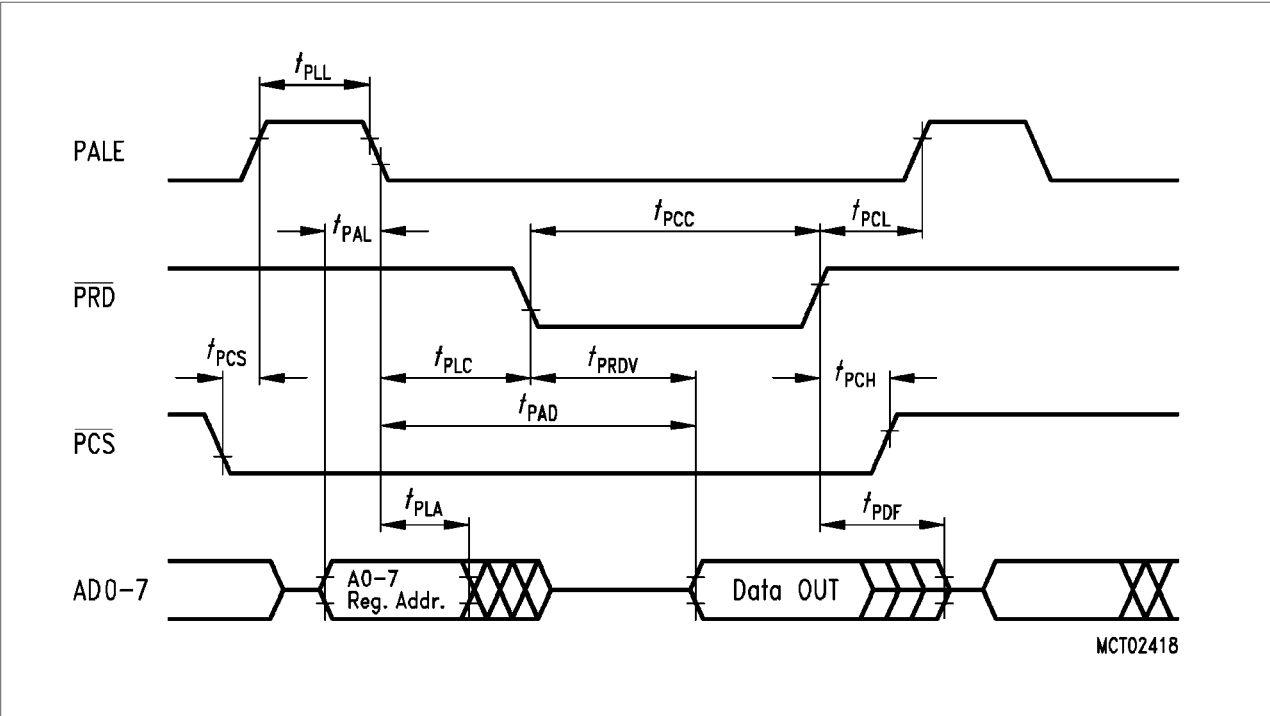 tPLL
PALE
tPAL
tPCC
tPCL
PRD
tPCS
tPLC
tPRDV
tPCH
tPAD
PCS
tPLA
tPDF
AD0-7
A0-7
Reg. Addr.
Data OUT
MCT02418